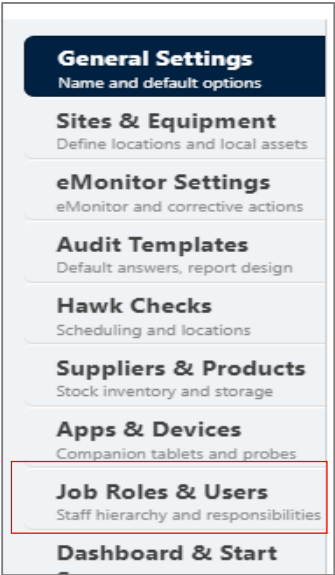 General Settings
Name and default options
Sites & Equipment
Define locations and local assets
eMonitor Settings
eMonitor and corrective actions
Audit Templates
Default answers, report design
Hawk Checks
Scheduling and locations
Suppliers & Products
Stock inventory and storage
Apps & Devices
Companion tablets and probes
Job Roles & Users
Staff hierarchy and responsibilities
Dashboard & Start